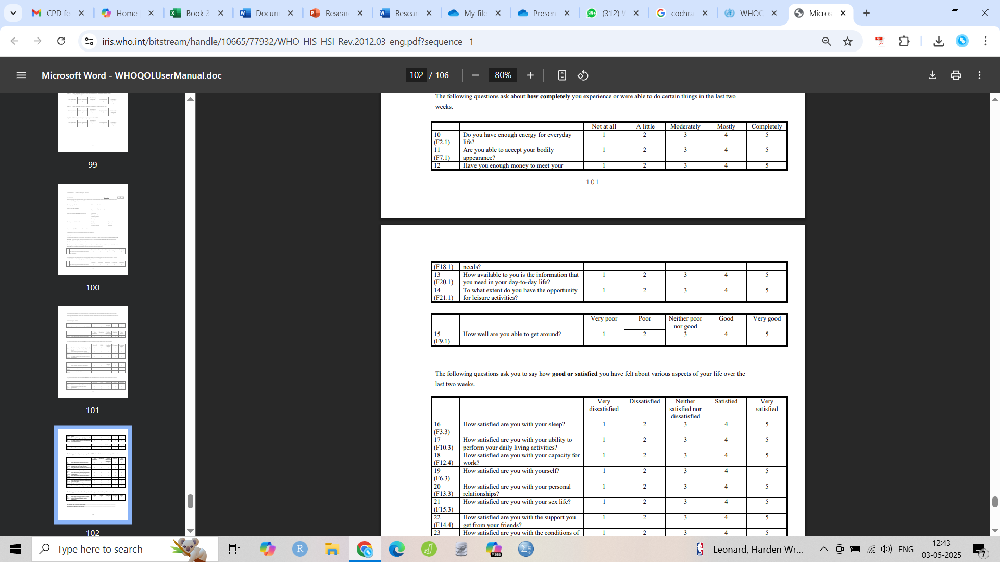 CPD fe
Home
Book 3
Docum
Resear
Resear
My file
Presen
(312) W
cochra
WHOC
Micros
iris.who.int/bitstream/handle/10665/77932/WHO_HIS_HSI_Rev.2012.03_eng.pdf?sequence=1
Microsoft Word - WHOQOLUserManual.doc
102 / 106
80%
99
100
101
102
The following questions ask about how completely you experience or were able to do certain things in the last two
weeks.
Not at all A little Moderately Mostly Completely
10 Do you have enough energy for everyday 1 2 3 4 5
(F2.1) life?
11 Are you able to accept your bodily 1 2 3 4 5
(F7.1) appearance?
12 Have you enough money to meet your 1 2 3 4 5
101
(F18.1) needs?
13 How available to you is the information that 1 2 3 4 5
(F20.1) you need in your day-to-day life?
14 To what extent do you have the opportunity 1 2 3 4 5
(F21.1) for leisure activities?
Very poor Poor Neither poor Good Very good
nor good
15 How well are you able to get around? 1 2 3 4 5
(F9.1)
The following questions ask you to say how good or satisfied you have felt about various aspects of your life over the
last two weeks.
Very Dissatisfied Neither Satisfied Very
dissatisfied satisfied nor satisfied
dissatisfied
16 How satisfied are you with your sleep? 1 2 3 4 5
(F3.3)
17 How satisfied are you with your ability to 1 2 3 4 5
(F10.3) perform your daily living activities?
18 How satisfied are you with your capacity for 1 2 3 4 5
(F12.4) work?
19 How satisfied are you with yourself? 1 2 3 4 5
(F6.3)
20 How satisfied are you with your personal 1 2 3 4 5
(F13.3) relationships?
21 How satisfied are you with your sex life? 1 2 3 4 5
(F15.3)
22 How satisfied are you with the support you 1 2 3 4 5
(F14.4) get from your friends?
23 How satisfied are you with the conditions of 1 2 3 4 5
Type here to search
Leonard, Harden Wr...
ENG
12:43
03-05-2025
7